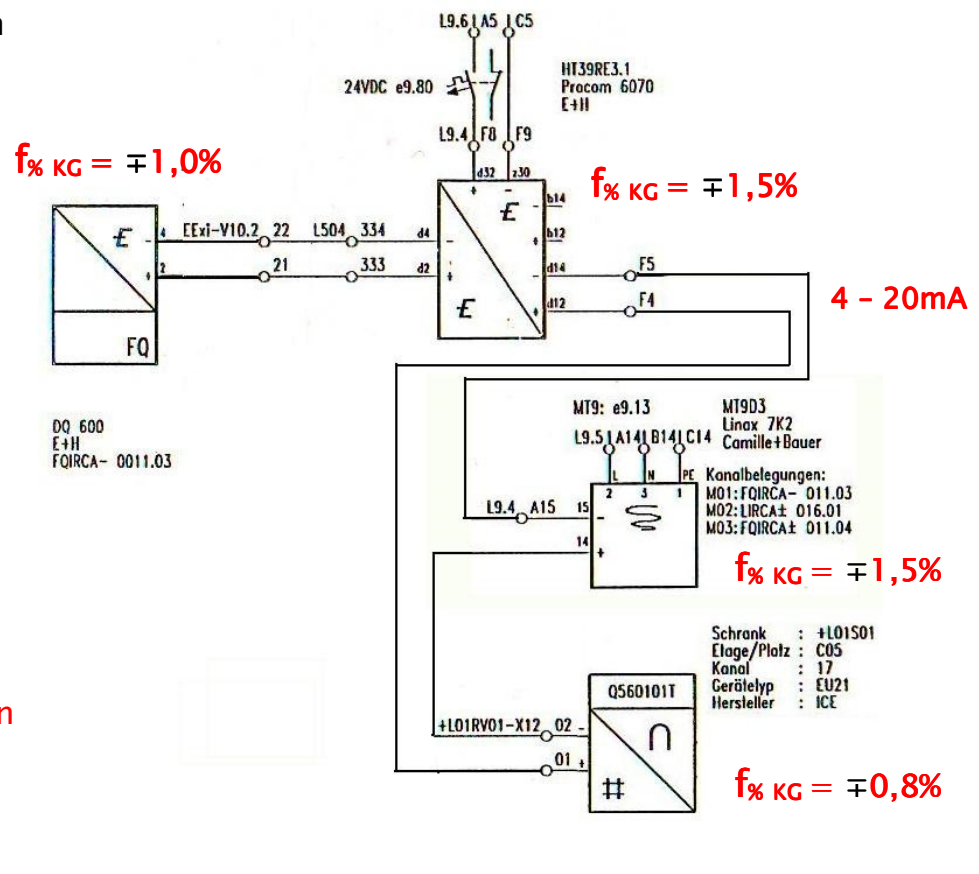 n
L9.6 A5 C5
24VDC e9.80
HT39RE3.1
Procom 6070
E+H
L9.4 F8 F9
f% KG = ∓1,0%
d32 z30
+ -
f% KG = ∓1,5%
£
b14
-
b12
+
d14
-
d12
+
£
£
4
-
EExi-V10.2 22 L504 334 d4
-
2
+
21 333 d2
+
FQ
F5
F4
4 – 20mA
DQ 600
E+H
FQIRCA- 0011.03
MT9: e9.13
L9.5 A14 B14 C14
MT9D3
Linax 7K2
Camille+Bauer
L N PE
2 3 1
Kanalbelegungen:
M01:FQIRCA- 011.03
M02:LIRCA± 016.01
M03:FQIRCA± 011.04
L9.4 A15 15
-
14
+
f% KG = ∓1,5%
Schrank : +L01S01
Etage/Platz : C05
Kanal : 17
Gerätetyp : EU21
Hersteller : ICE
n
Q560101T
+L01RV01-X12 02 -
01 +
∩
#
f% KG = ∓0,8%